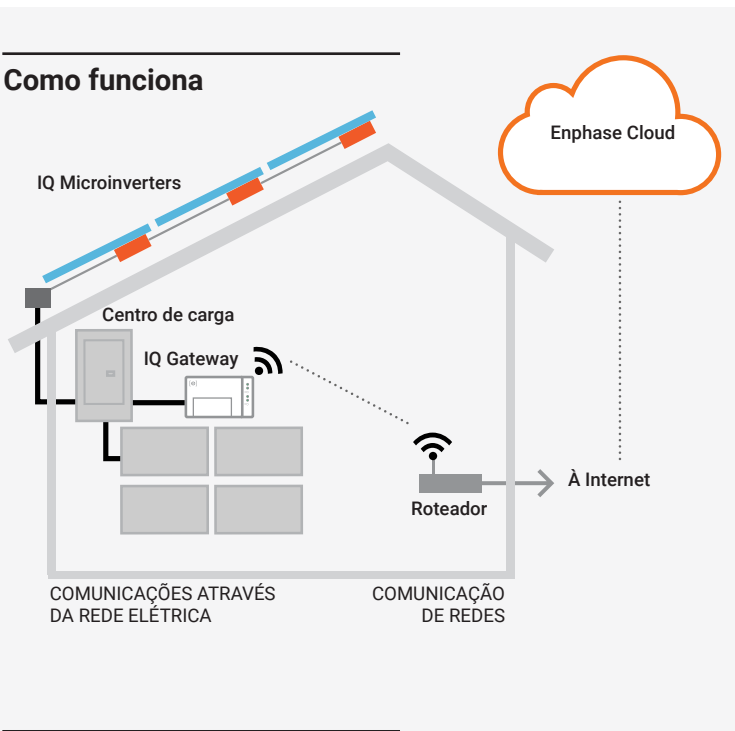 Como funciona
Enphase Cloud
IQ Microinverters
Centro de carga
IQ Gateway
À Internet
Roteador
COMUNICAÇÕES ATRAVÉS
DA REDE ELÉTRICA
COMUNICAÇÃO
DE REDES